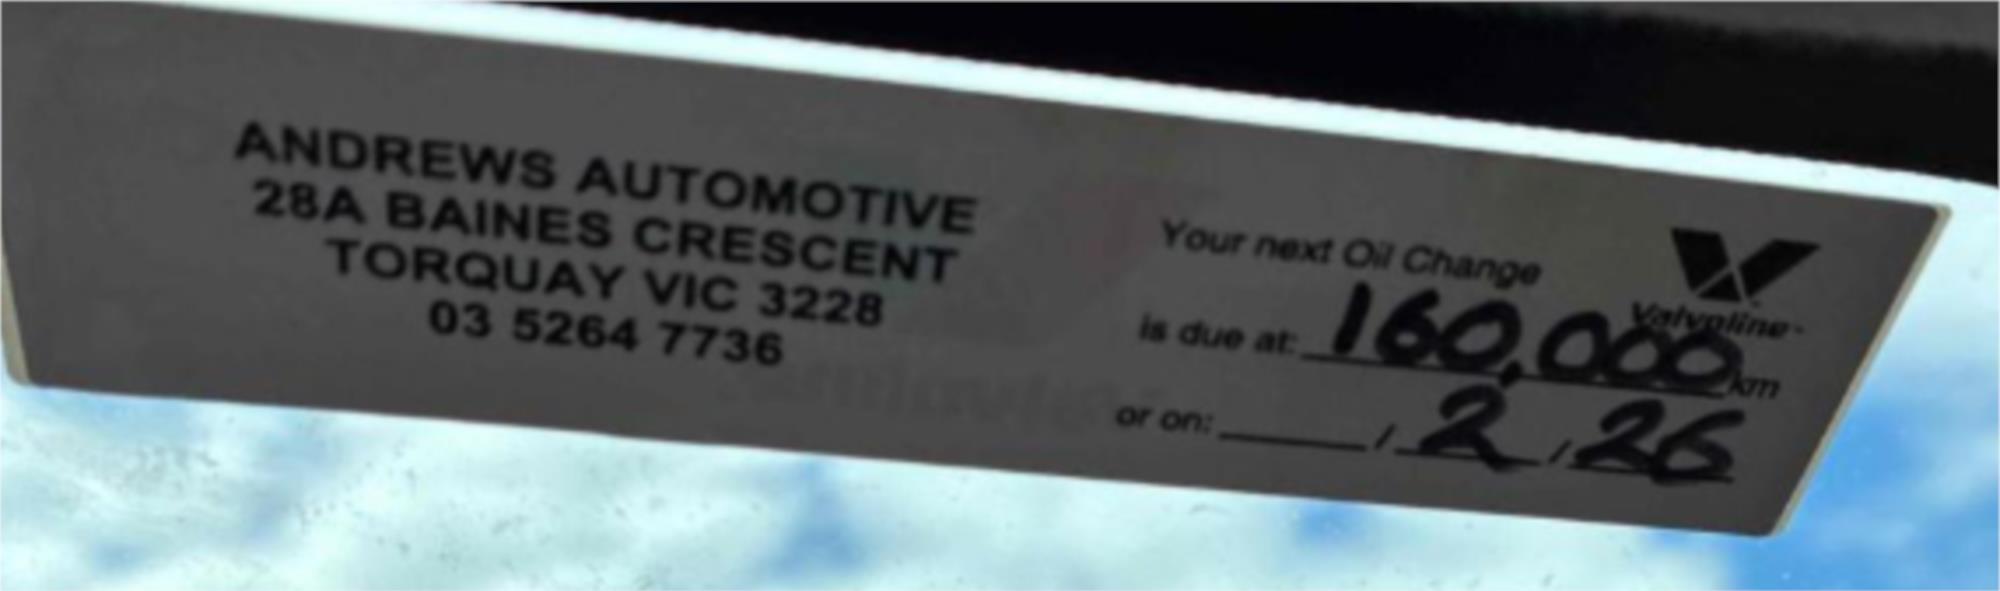 ANDREWS AUTOMOTIVE
28A BAINES CRESCENT
TORQUAY VIC 3228
03 5264 7736
Your next Oil Change
is due at: 160,000 km
or on: / 2 / 26
Valvoline